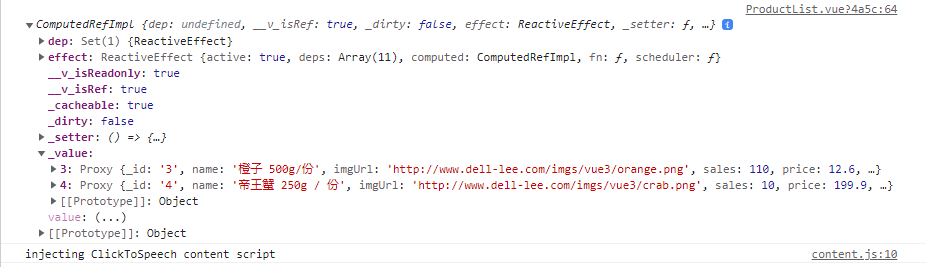 ProductList.vue?4a5c:64
ComputedRefImpl {dep: undefined, __v_isRef: true, _dirty: false, effect: ReactiveEffect, _setter: ƒ, …}
dep: Set(1) {ReactiveEffect}
effect: ReactiveEffect {active: true, deps: Array(11), computed: ComputedRefImpl, fn: ƒ, scheduler: ƒ}
__v_isReadonly: true
__v_isRef: true
_cacheable: true
_dirty: false
_setter: () => {…}
_value:
3: Proxy {_id: '3', name: '橙子 500g/份', imgUrl: 'http://www.dell-lee.com/imgs/vue3/orange.png', sales: 110, price: 12.6, …}
4: Proxy {_id: '4', name: '帝王蟹 250g / 份', imgUrl: 'http://www.dell-lee.com/imgs/vue3/crab.png', sales: 10, price: 199.9, …}
[[Prototype]]: Object
value: (...)
[[Prototype]]: Object
injecting ClickToSpeech content script content.js:10